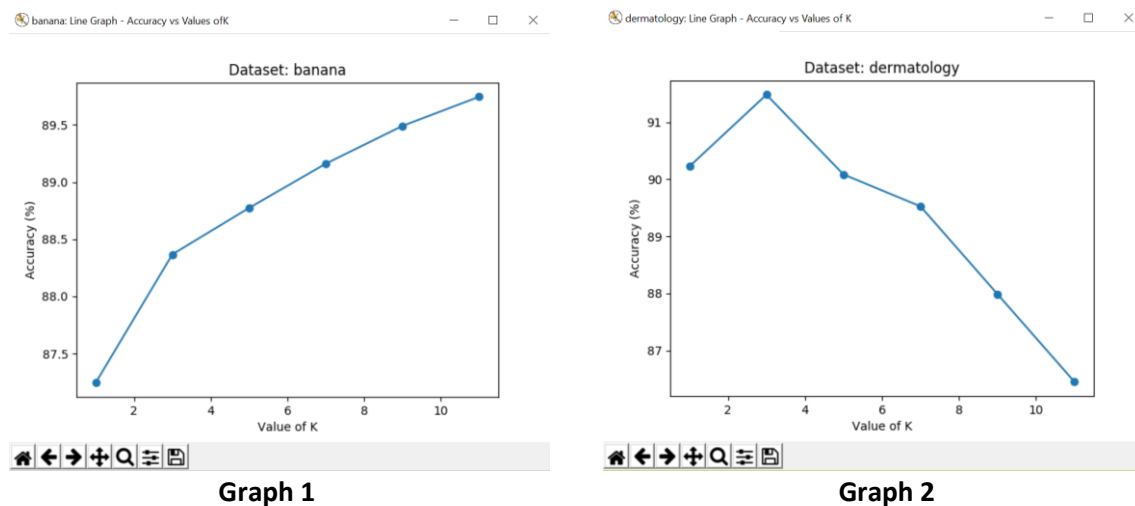 banana: Line Graph - Accuracy vs Values ofK
Dataset: banana
Accuracy (%)
89.5
89.0
88.5
88.0
87.5
2 4 6 8 10
Value of K
Graph 1
dermatology: Line Graph - Accuracy vs Values of K
Dataset: dermatology
Accuracy (%)
91
90
89
88
87
2 4 6 8 10
Value of K
Graph 2